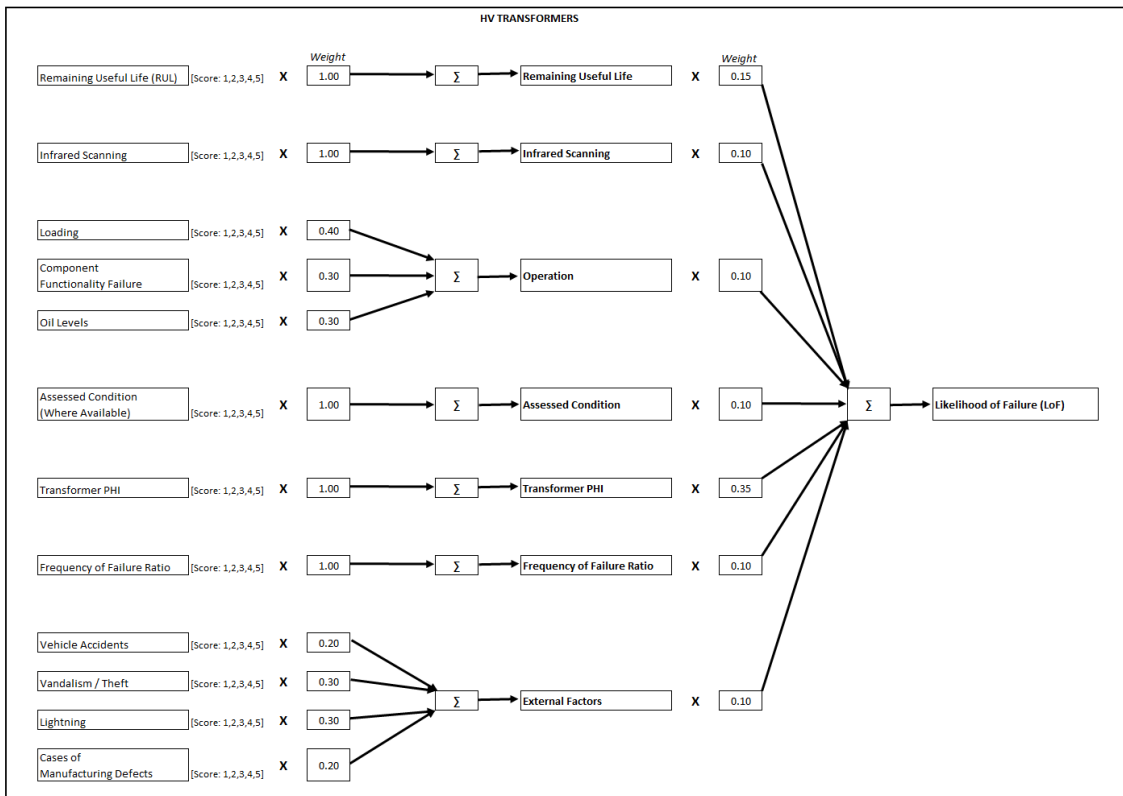 HV TRANSFORMERS
Weight
Weight
Remaining Useful Life (RUL) [Score: 1,2,3,4,5] X 1.00 ∑ Remaining Useful Life X 0.15
Infrared Scanning [Score: 1,2,3,4,5] X 1.00 ∑ Infrared Scanning X 0.10
Loading [Score: 1,2,3,4,5] X 0.40
Component
Functionality Failure [Score: 1,2,3,4,5] X 0.30 ∑ Operation X 0.10
Oil Levels [Score: 1,2,3,4,5] X 0.30
Assessed Condition
(Where Available) [Score: 1,2,3,4,5] X 1.00 ∑ Assessed Condition X 0.10 ∑ Likelihood of Failure (LoF)
Transformer PHI [Score: 1,2,3,4,5] X 1.00 ∑ Transformer PHI X 0.35
Frequency of Failure Ratio [Score: 1,2,3,4,5] X 1.00 ∑ Frequency of Failure Ratio X 0.10
Vehicle Accidents [Score: 1,2,3,4,5] X 0.20
Vandalism / Theft [Score: 1,2,3,4,5] X 0.30
∑ External Factors X 0.10
Lightning [Score: 1,2,3,4,5] X 0.30
Cases of
Manufacturing Defects [Score: 1,2,3,4,5] X 0.20